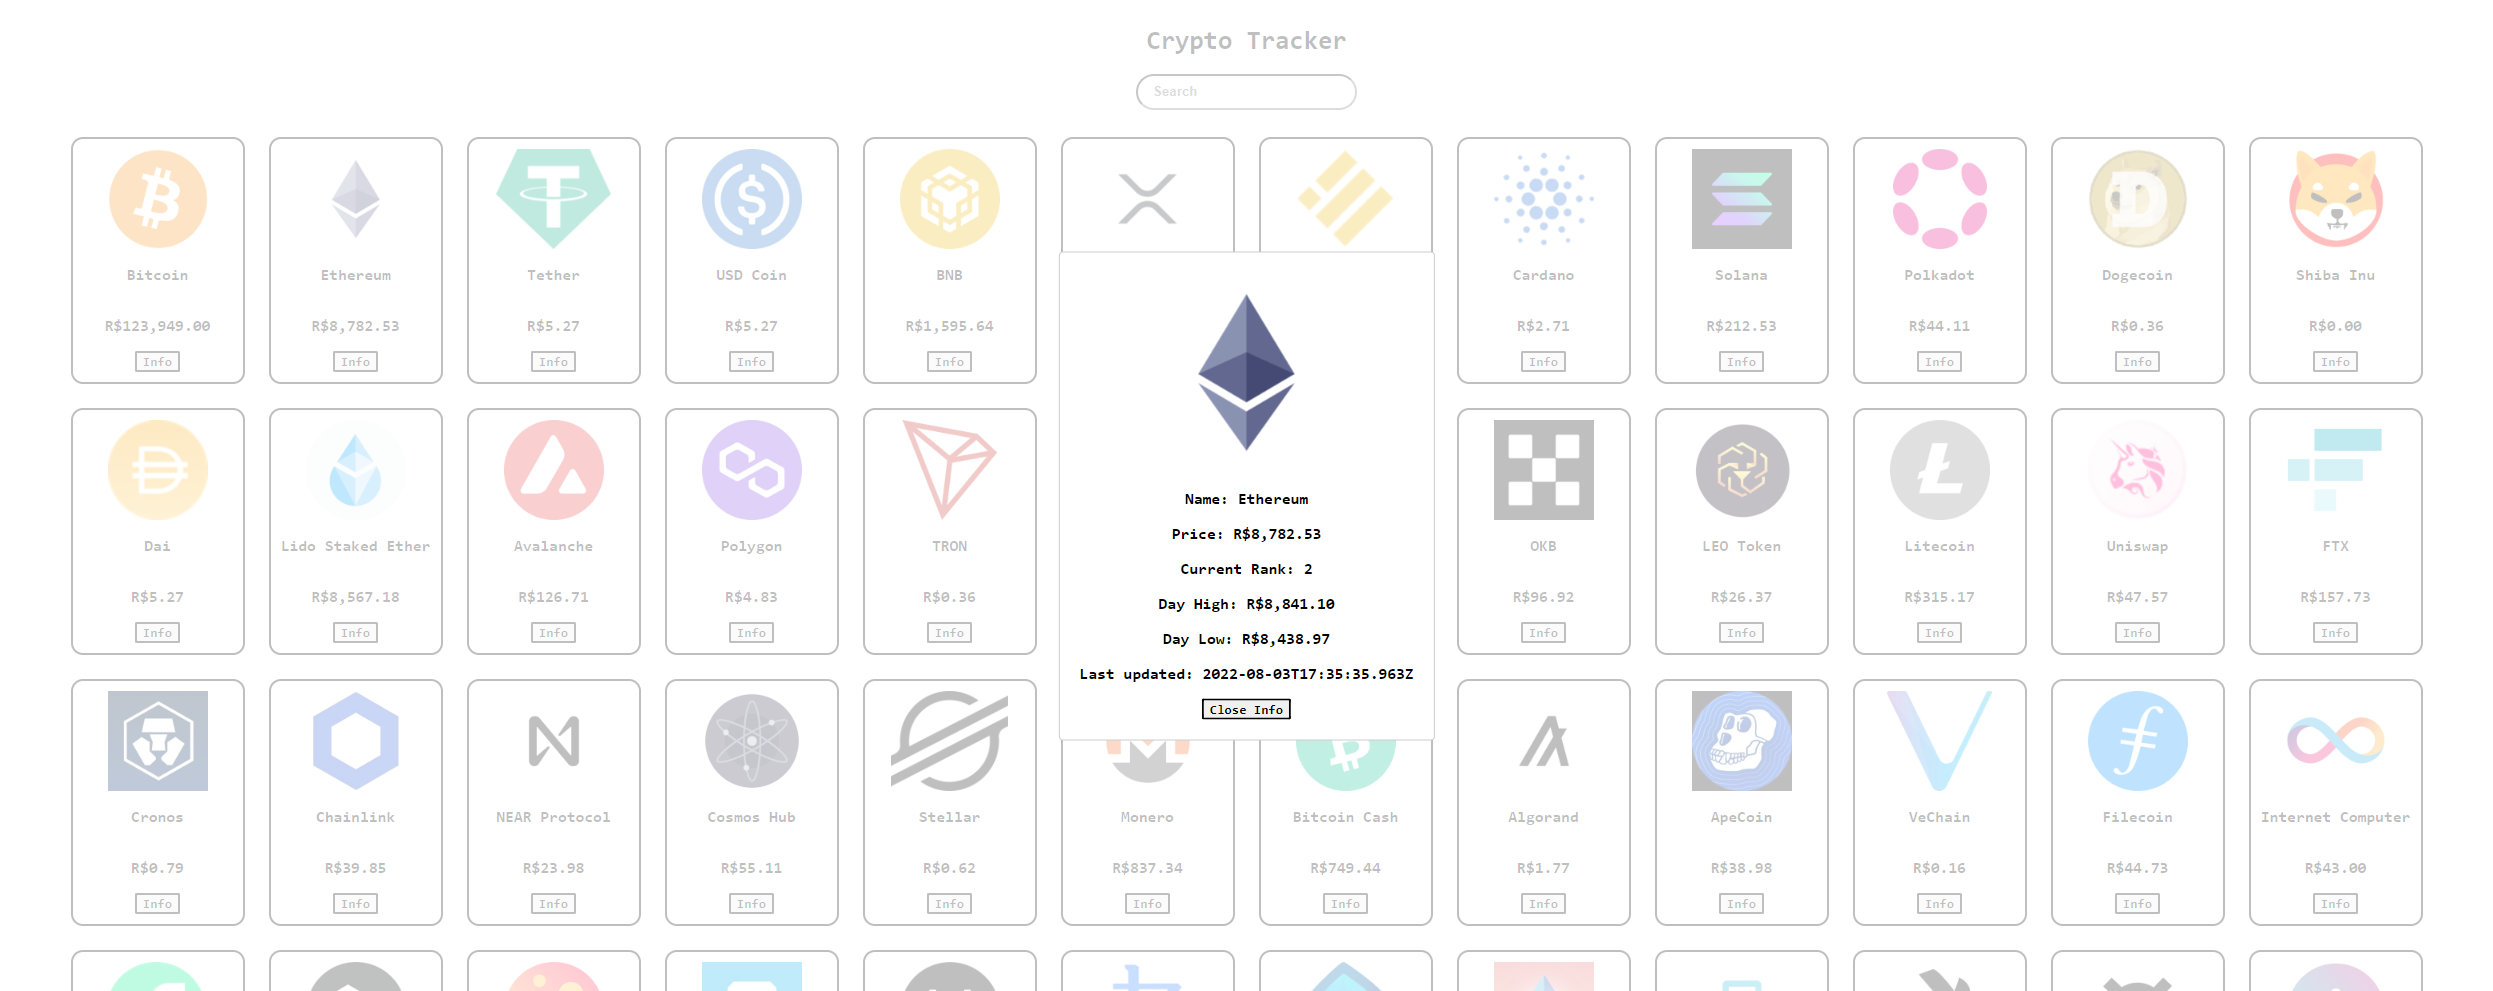 Crypto Tracker
Search
Bitcoin
R$123,949.00
Info
Ethereum
R$8,782.53
Info
Tether
R$5.27
Info
USD Coin
R$5.27
Info
BNB
R$1,595.64
Info
Cardano
R$2.71
Info
Solana
R$212.53
Info
Polkadot
R$44.11
Info
Dogecoin
R$0.36
Info
Shiba Inu
R$0.00
Info
Name: Ethereum
Price: R$8,782.53
Current Rank: 2
Day High: R$8,841.10
Day Low: R$8,438.97
Last updated: 2022-08-03T17:35:35.963Z
Close Info
Dai
R$5.27
Info
Lido Staked Ether
R$8,567.18
Info
Avalanche
R$126.71
Info
Polygon
R$4.83
Info
TRON
R$0.36
Info
OKB
R$96.92
Info
LEO Token
R$26.37
Info
Litecoin
R$315.17
Info
Uniswap
R$47.57
Info
FTX
R$157.73
Info
Cronos
R$0.79
Info
Chainlink
R$39.85
Info
NEAR Protocol
R$23.98
Info
Cosmos Hub
R$55.11
Info
Stellar
R$0.62
Info
Monero
R$837.34
Info
Bitcoin Cash
R$749.44
Info
Algorand
R$1.77
Info
ApeCoin
R$38.98
Info
VeChain
R$0.16
Info
Filecoin
R$44.73
Info
Internet Computer
R$43.00
Info